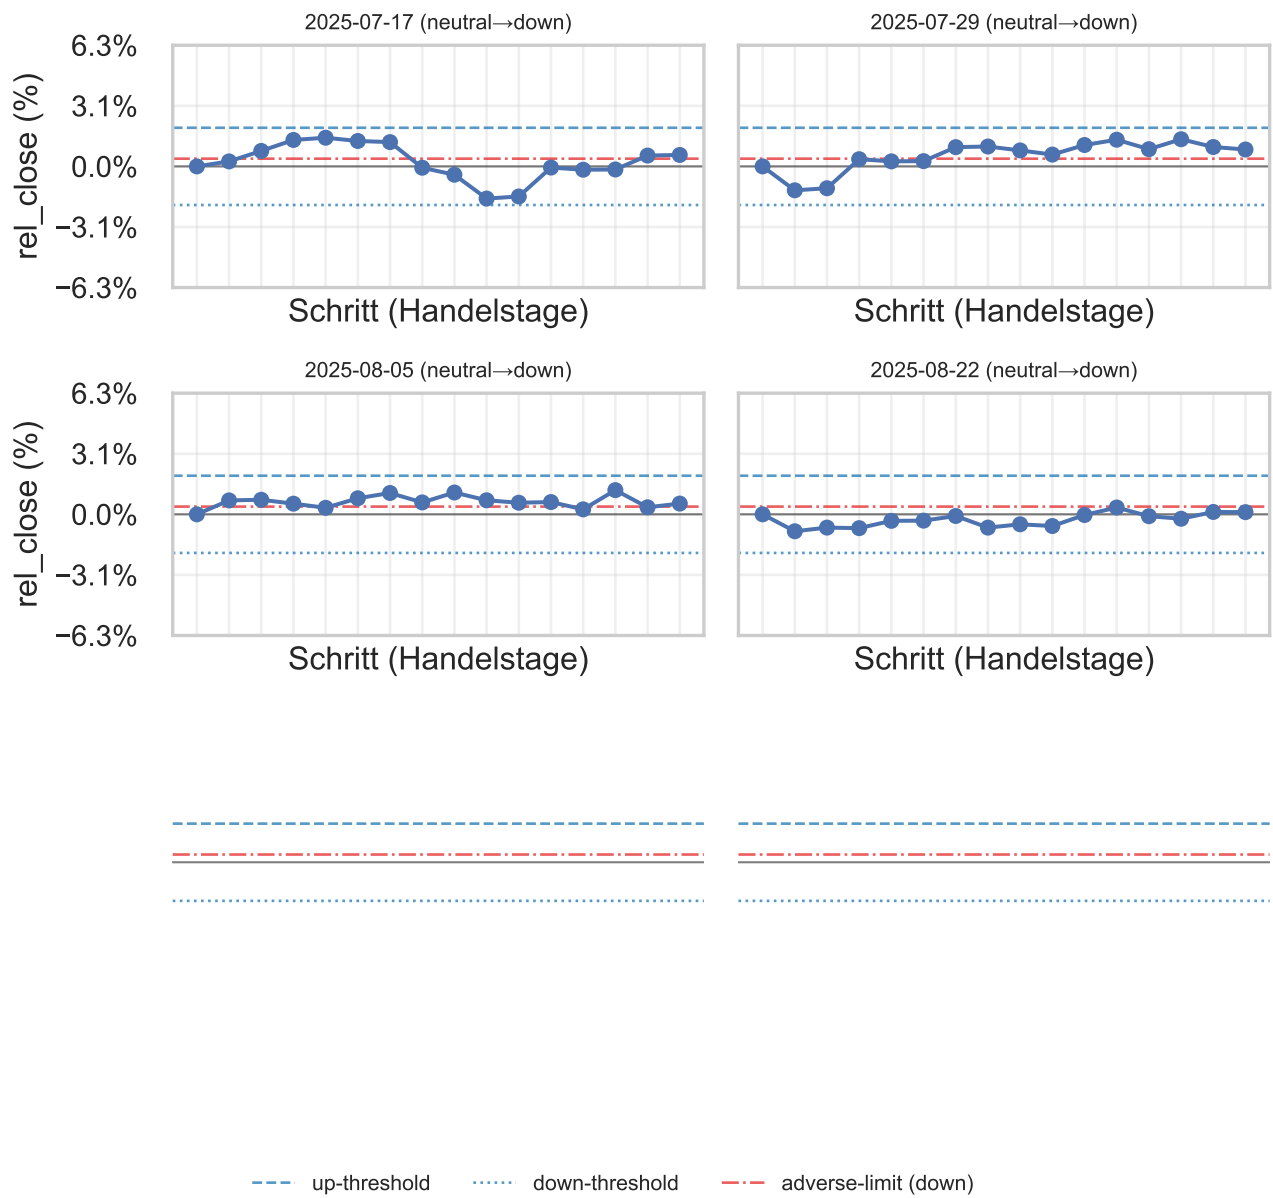 2025-07-17 (neutral→down)
2025-07-29 (neutral→down)
6.3%
3.1%
0.0%
−3.1%
−6.3%
rel_close (%)
Schritt (Handelstage)
Schritt (Handelstage)
2025-08-05 (neutral→down)
2025-08-22 (neutral→down)
6.3%
3.1%
0.0%
−3.1%
−6.3%
rel_close (%)
Schritt (Handelstage)
Schritt (Handelstage)
up-threshold
down-threshold
adverse-limit (down)